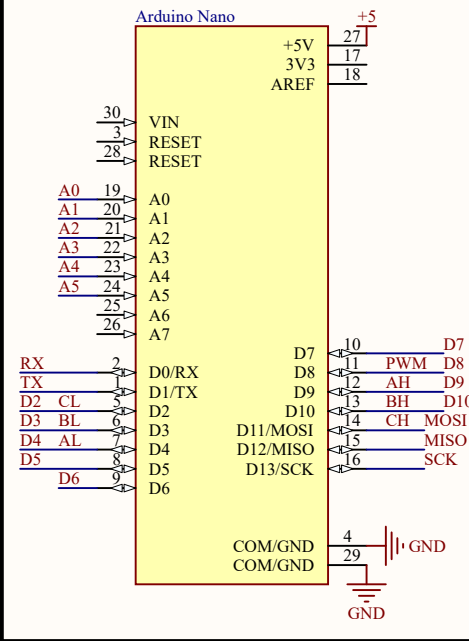 Arduino Nano
+5
+5V 27
3V3 17
AREF 18
30 VIN
3 RESET
28 RESET
A0 19 A0
A1 20 A1
A2 21 A2
A3 22 A3
A4 23 A4
A5 24 A5
25 A6
26 A7
D7 10 D7
D8 11 PWM D8
D9 12 AH D9
D10 13 BH D10
D11/MOSI 14 CH MOSI
D12/MISO 15 MISO
D13/SCK 16 SCK
RX 2 D0/RX
TX 1 D1/TX
D2 CL 5 D2
D3 BL 6 D3
D4 AL 7 D4
D5 8 D5
D6 9 D6
COM/GND 4 GND
COM/GND 29
GND